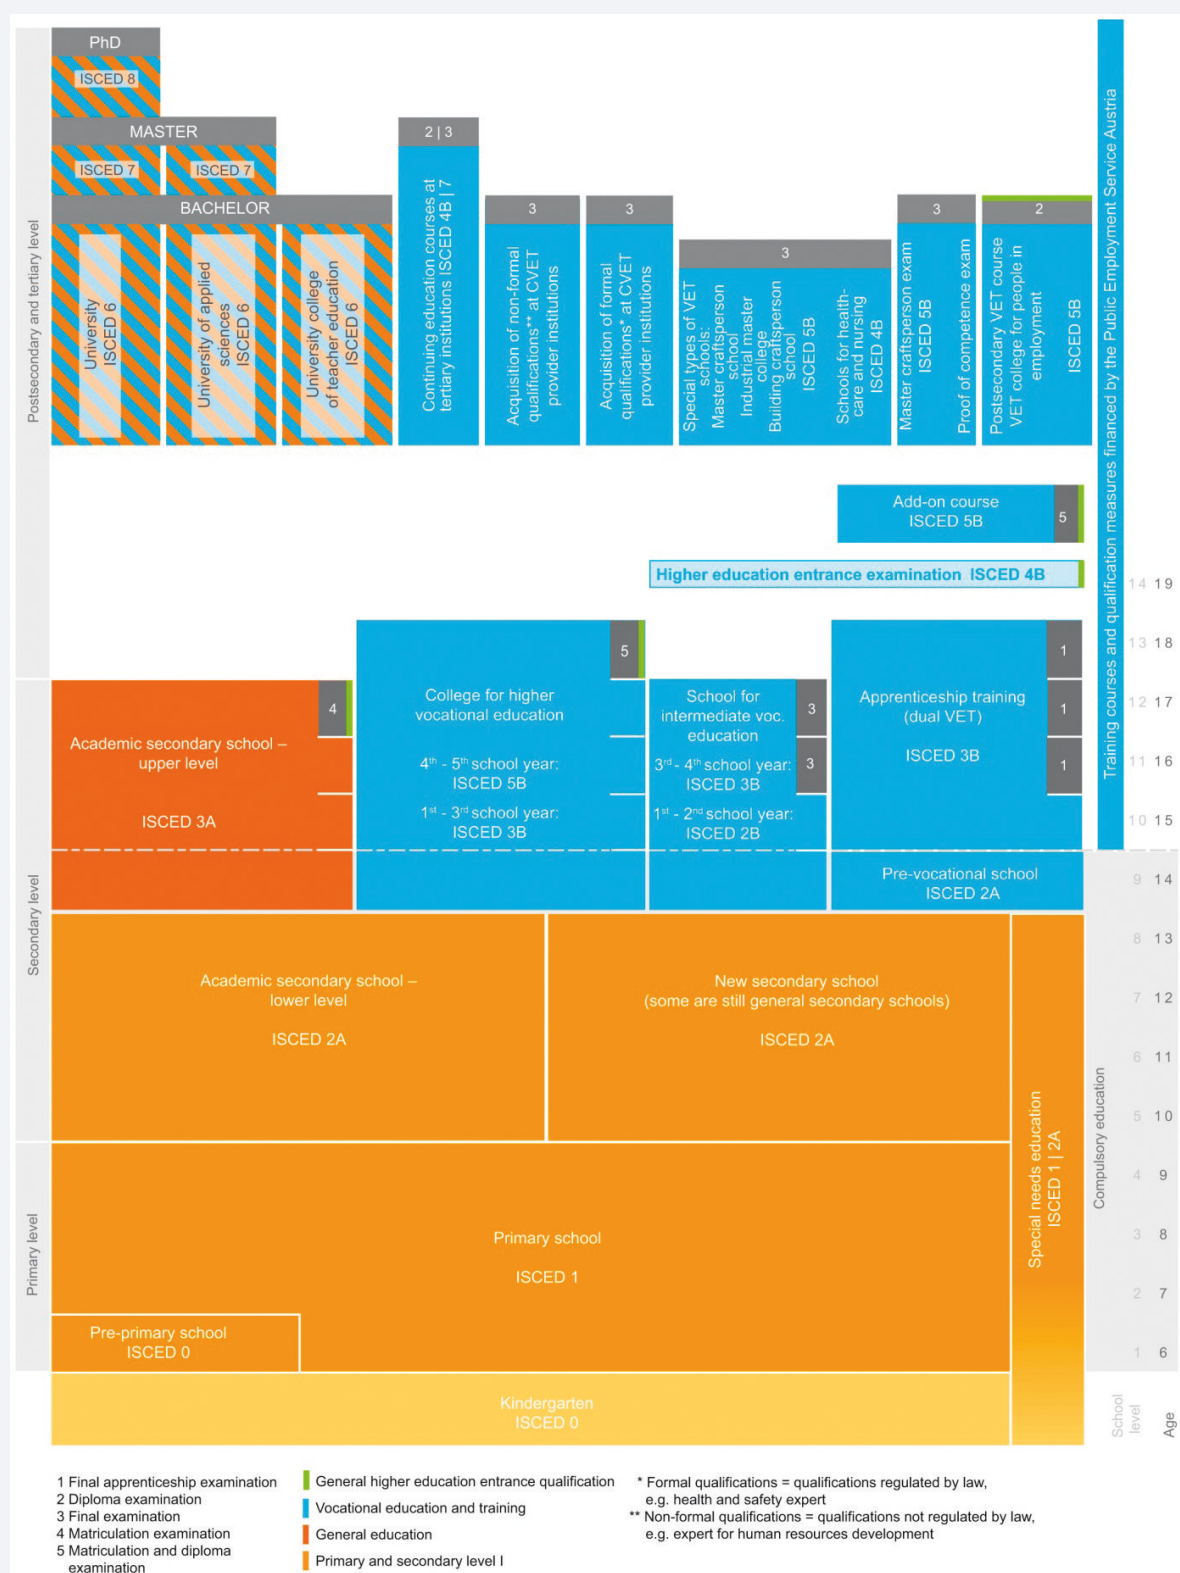 PhD
ISCED 8
MASTER
ISCED 7
ISCED 7
BACHELOR
University
ISCED 6
University of applied
sciences
ISCED 6
University college
of teacher education
ISCED 6
2 | 3
Continuing education courses at
tertiary institutions ISCED 4B | 7
3
Acquisition of non-formal
qualifications** at CVET
provider institutions
3
Acquisition of formal
qualifications* at CVET
provider institutions
3
Special types of VET
schools:
Master craftsperson
school
Industrial master
college
Building craftsperson
school
ISCED 5B
Schools for health-
care and nursing
ISCED 4B
3
Master craftsperson exam
ISCED 5B
Proof of competence exam
2
Postsecondary VET course
VET college for people in
employment
ISCED 5B
Training courses and qualification measures financed by the Public Employment Service Austria
Postsecondary and tertiary level
Add-on course
ISCED 5B
5
Higher education entrance examination ISCED 4B
14 19
13 18
12 17
11 16
10 15
9 14
8 13
7 12
6 11
5 10
4 9
3 8
2 7
1 6
School
level
Age
Compulsory education
Secondary level
Primary level
4
Academic secondary school –
upper level
ISCED 3A
5
College for higher
vocational education
4th - 5th school year:
ISCED 5B
1st - 3rd school year:
ISCED 3B
School for
intermediate voc.
education
3
3
3rd - 4th school year:
ISCED 3B
1st - 2nd school year:
ISCED 2B
Apprenticeship training
(dual VET)
ISCED 3B
1
1
1
Pre-vocational school
ISCED 2A
Academic secondary school –
lower level
ISCED 2A
New secondary school
(some are still general secondary schools)
ISCED 2A
Special needs education
ISCED 1 | 2A
Primary school
ISCED 1
Pre-primary school
ISCED 0
Kindergarten
ISCED 0
1 Final apprenticeship examination
2 Diploma examination
3 Final examination
4 Matriculation examination
5 Matriculation and diploma
examination
General higher education entrance qualification
Vocational education and training
General education
Primary and secondary level I
* Formal qualifications = qualifications regulated by law,
e.g. health and safety expert
** Non-formal qualifications = qualifications not regulated by law,
e.g. expert for human resources development